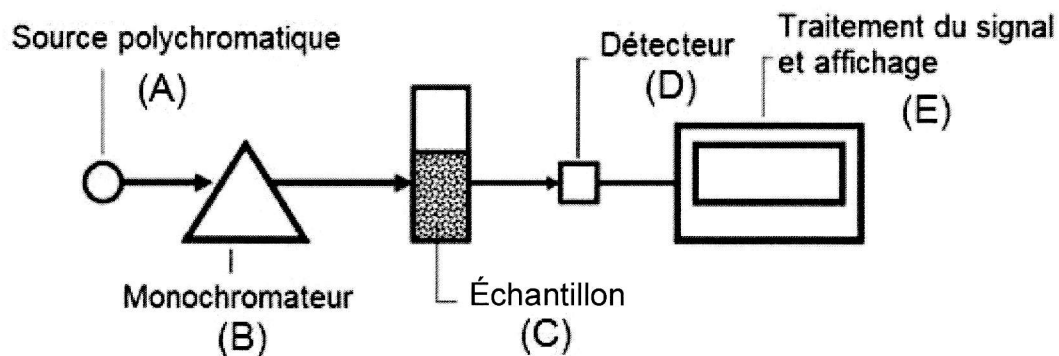 Source polychromatique
(A)
Monochromateur
(B)
Échantillon
(C)
Détecteur
(D)
Traitement du signal
et affichage
(E)